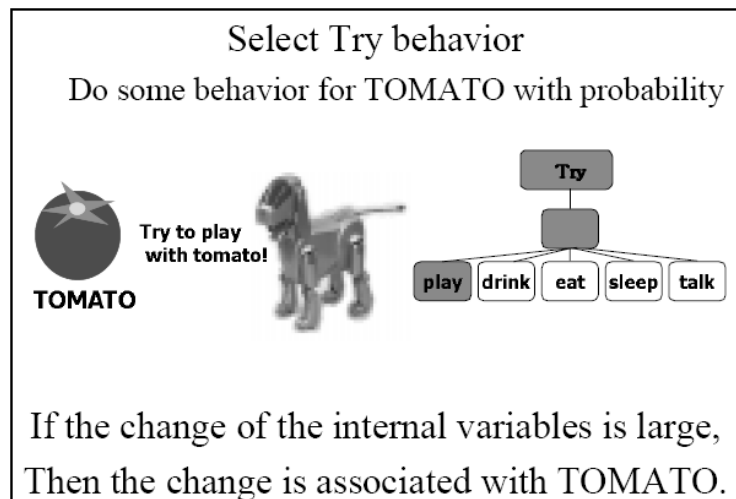 Select Try behavior
Do some behavior for TOMATO with probability
Try
Try to play
with tomato!
TOMATO
play drink eat sleep talk
If the change of the internal variables is large,
Then the change is associated with TOMATO.